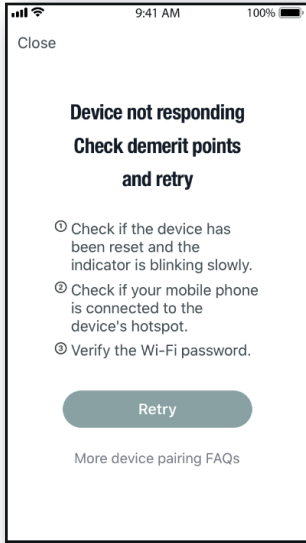 9:41 AM
100%
Close
Device not responding
Check demerit points
and retry
① Check if the device has
been reset and the
indicator is blinking slowly.
② Check if your mobile phone
is connected to the
device's hotspot.
③ Verify the Wi-Fi password.
Retry
More device pairing FAQs